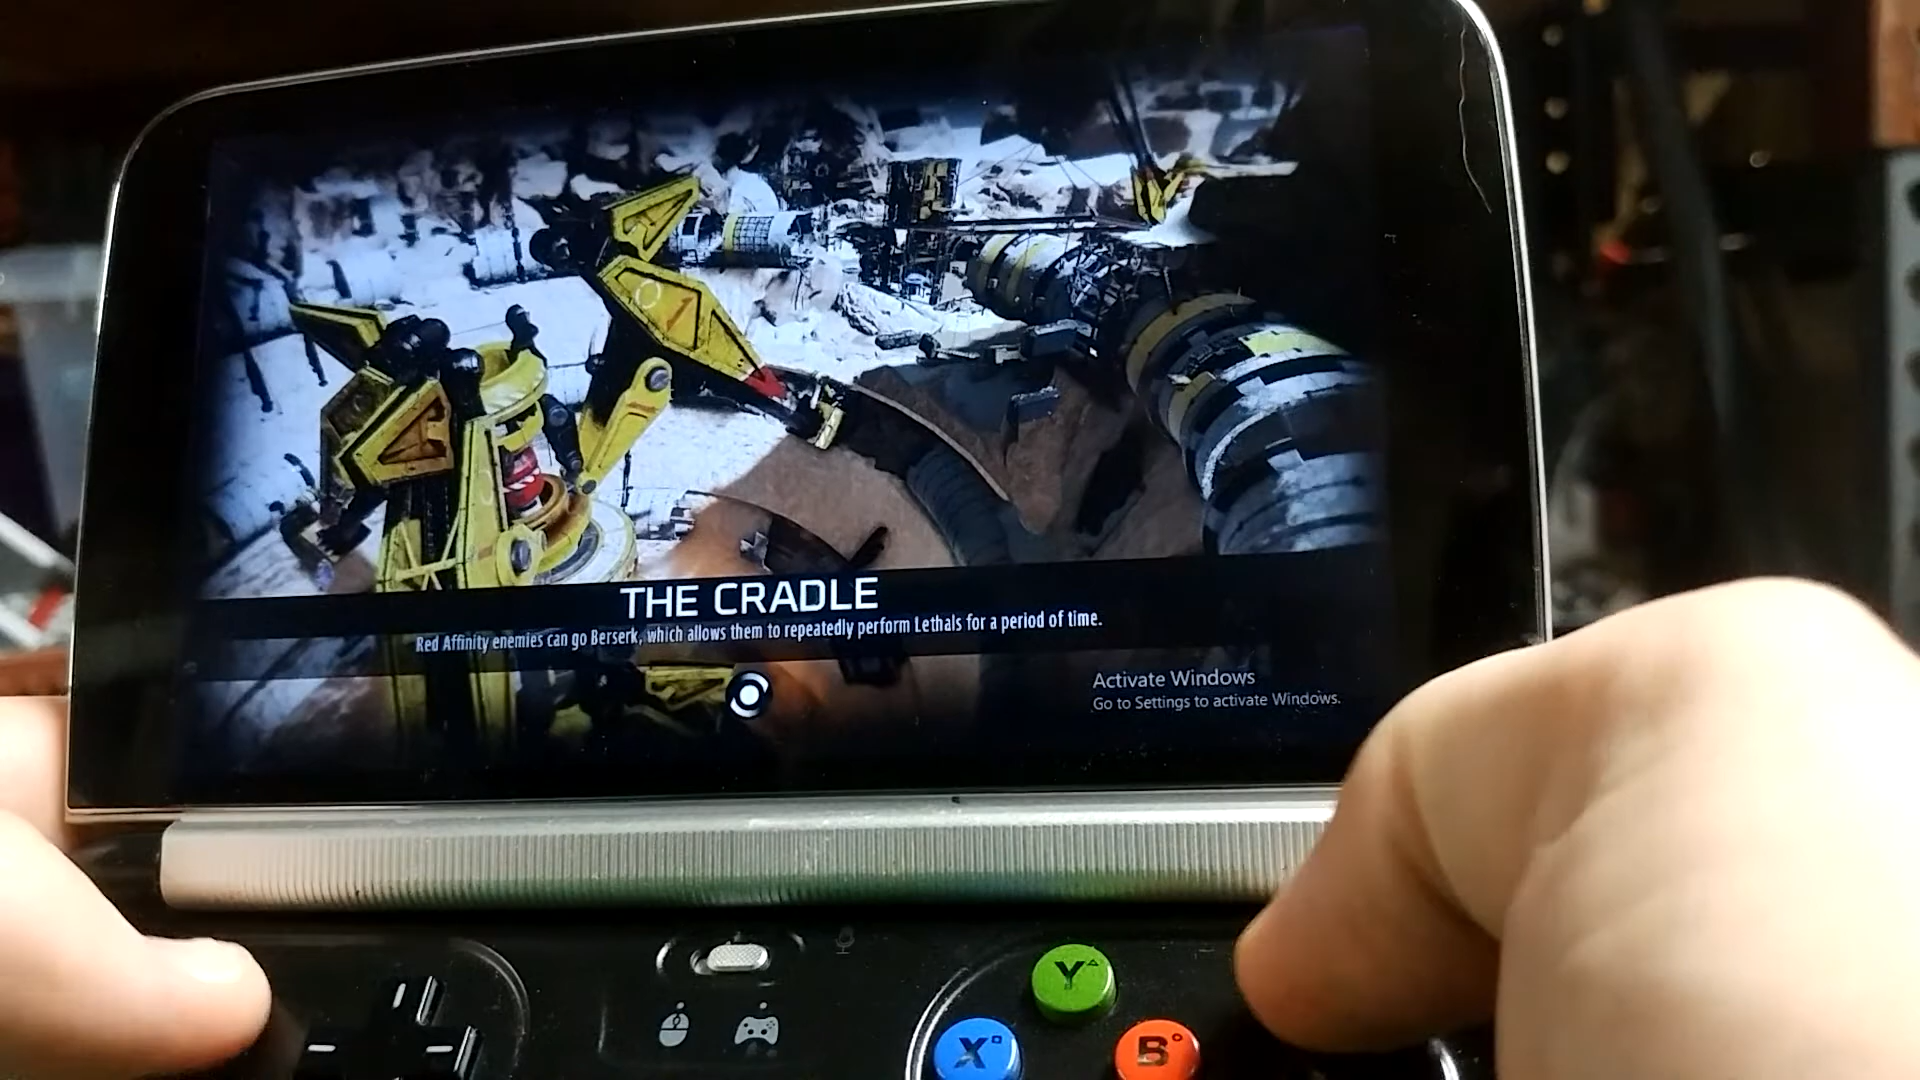 THE CRADLE
Red Affinity enemies can go Berserk, which allows them to repeatedly perform Lethals for a period of time.
Activate Windows
Go to Settings to activate Windows.
Y
X
B